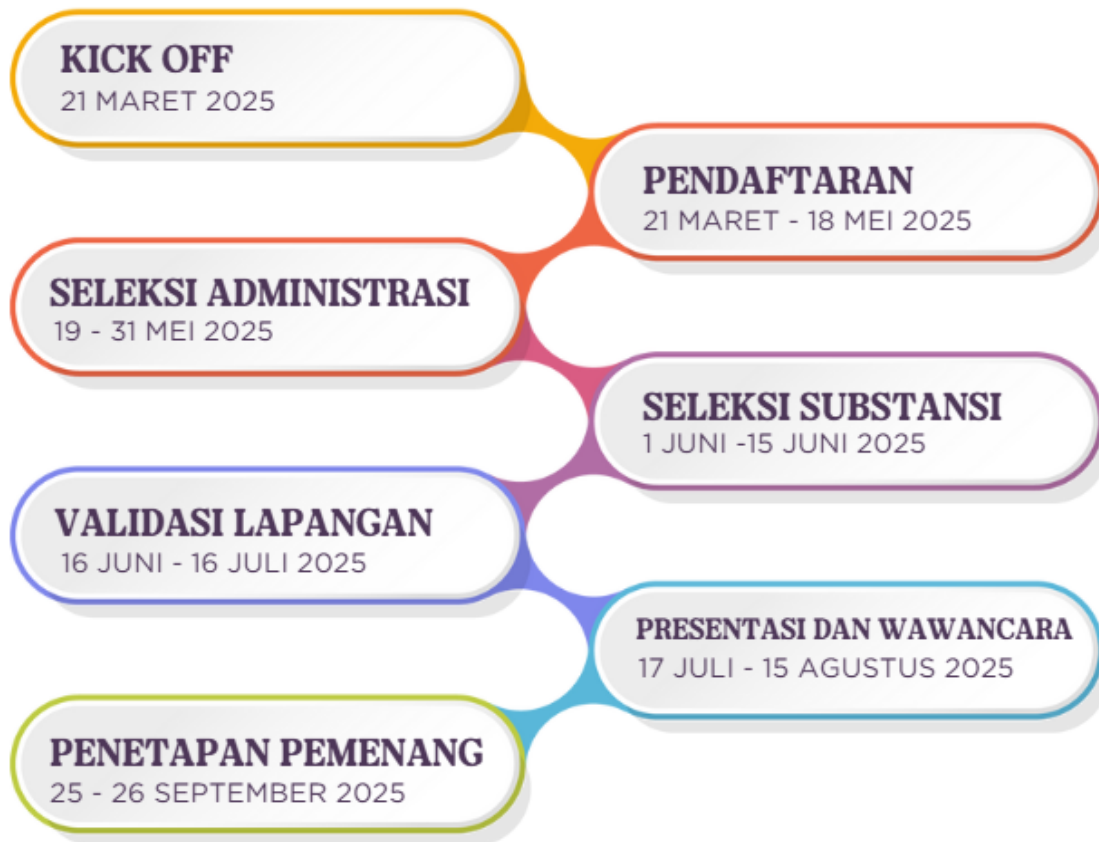 KICK OFF
21 MARET 2025
PENDAFTARAN
21 MARET - 18 MEI 2025
SELEKSI ADMINISTRASI
19 - 31 MEI 2025
SELEKSI SUBSTANSI
1 JUNI -15 JUNI 2025
VALIDASI LAPANGAN
16 JUNI - 16 JULI 2025
PRESENTASI DAN WAWANCARA
17 JULI - 15 AGUSTUS 2025
PENETAPAN PEMENANG
25 - 26 SEPTEMBER 2025